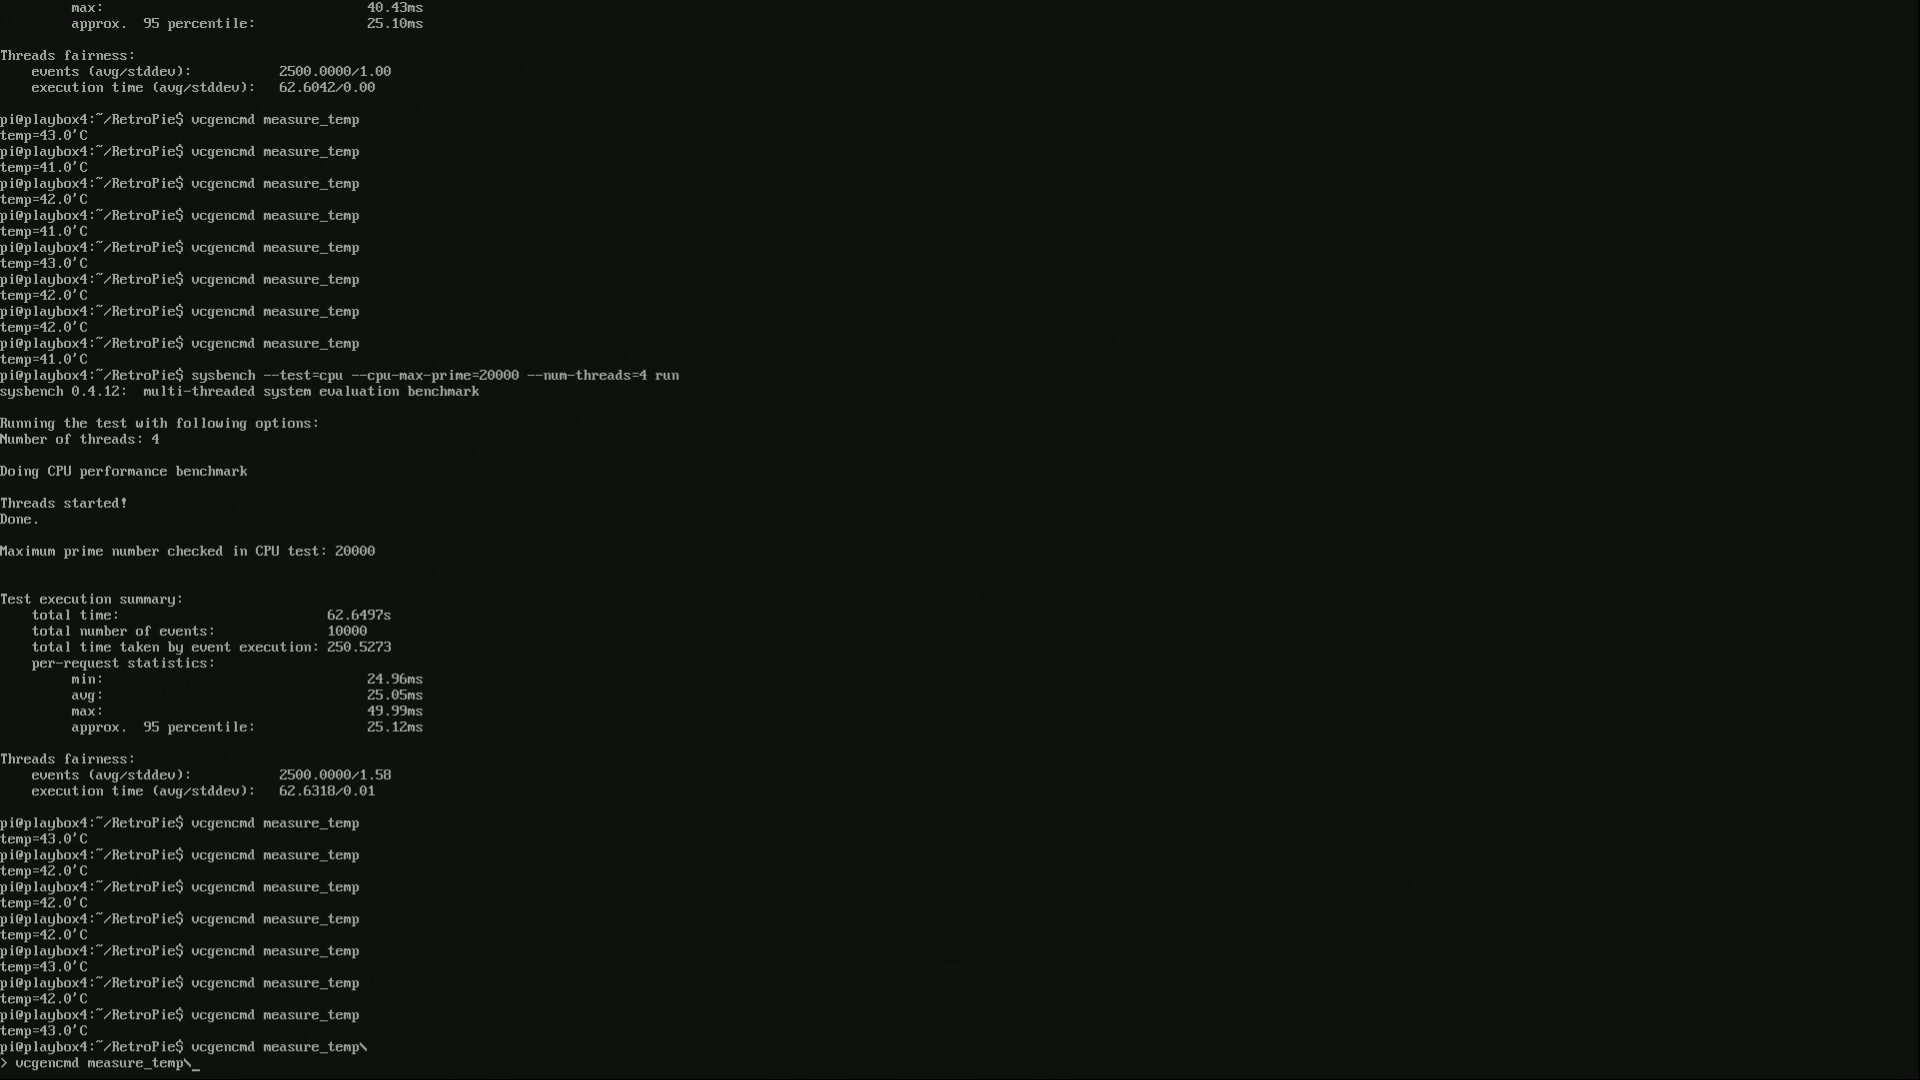 max: 40.43ms
approx. 95 percentile: 25.10ms
Threads fairness:
events (avg/stddev): 2500.0000/1.00
execution time (avg/stddev): 62.6042/0.00
pi@playbox4:~/RetroPie$ vcgencmd measure_temp
temp=43.0'C
pi@playbox4:~/RetroPie$ vcgencmd measure_temp
temp=41.0'C
pi@playbox4:~/RetroPie$ vcgencmd measure_temp
temp=42.0'C
pi@playbox4:~/RetroPie$ vcgencmd measure_temp
temp=41.0'C
pi@playbox4:~/RetroPie$ vcgencmd measure_temp
temp=43.0'C
pi@playbox4:~/RetroPie$ vcgencmd measure_temp
temp=42.0'C
pi@playbox4:~/RetroPie$ vcgencmd measure_temp
temp=42.0'C
pi@playbox4:~/RetroPie$ vcgencmd measure_temp
temp=41.0'C
pi@playbox4:~/RetroPie$ sysbench --test=cpu --cpu-max-prime=20000 --num-threads=4 run
sysbench 0.4.12: multi-threaded system evaluation benchmark
Running the test with following options:
Number of threads: 4
Doing CPU performance benchmark
Threads started!
Done.
Maximum prime number checked in CPU test: 20000
Test execution summary:
total time: 62.6497s
total number of events: 10000
total time taken by event execution: 250.5273
per-request statistics:
min: 24.96ms
avg: 25.05ms
max: 49.99ms
approx. 95 percentile: 25.12ms
Threads fairness:
events (avg/stddev): 2500.0000/1.58
execution time (avg/stddev): 62.6318/0.01
pi@playbox4:~/RetroPie$ vcgencmd measure_temp
temp=43.0'C
pi@playbox4:~/RetroPie$ vcgencmd measure_temp
temp=42.0'C
pi@playbox4:~/RetroPie$ vcgencmd measure_temp
temp=42.0'C
pi@playbox4:~/RetroPie$ vcgencmd measure_temp
temp=42.0'C
pi@playbox4:~/RetroPie$ vcgencmd measure_temp
temp=43.0'C
pi@playbox4:~/RetroPie$ vcgencmd measure_temp
temp=42.0'C
pi@playbox4:~/RetroPie$ vcgencmd measure_temp
temp=43.0'C
pi@playbox4:~/RetroPie$ vcgencmd measure_temp\
> vcgencmd measure_temp\_